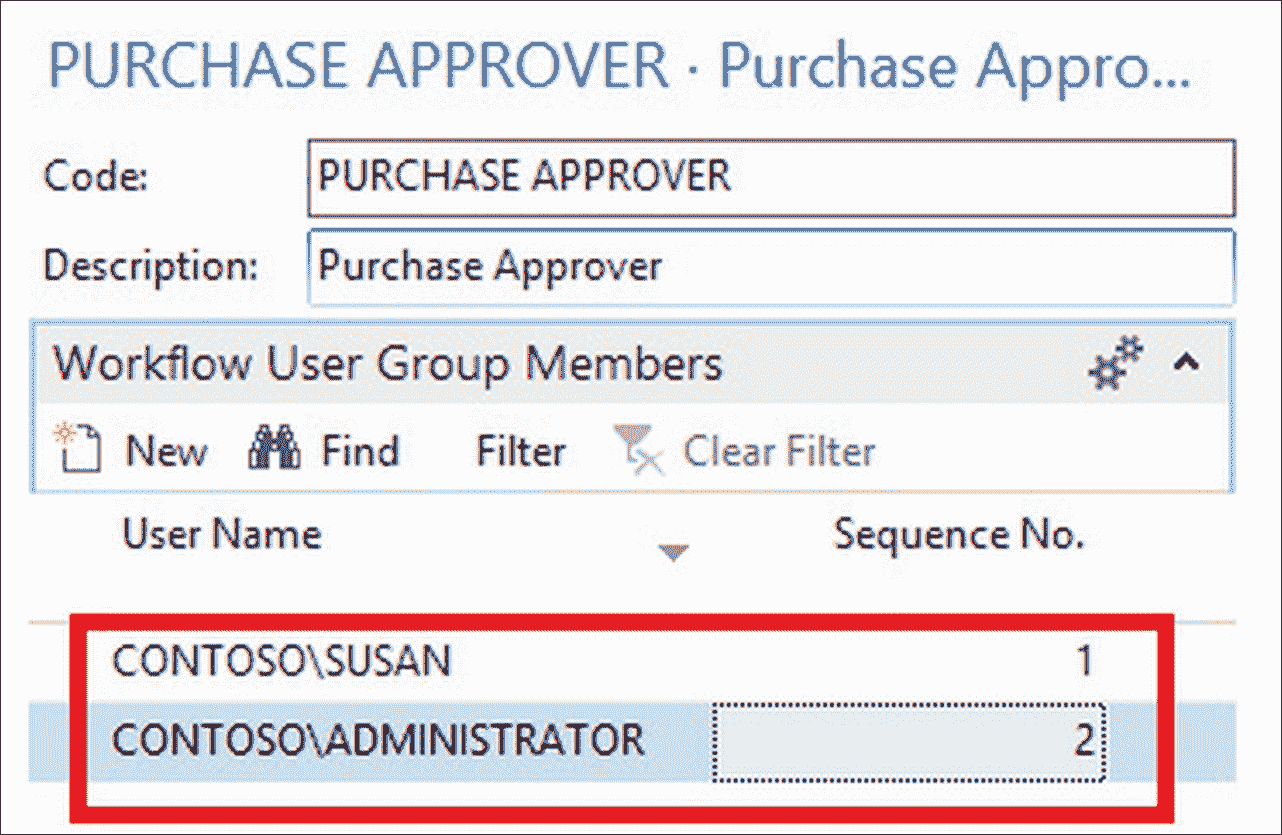 PURCHASE APPROVER · Purchase Appro...
Code: PURCHASE APPROVER
Description: Purchase Approver
Workflow User Group Members
New Find Filter Clear Filter
User Name Sequence No.
CONTOSO\SUSAN 1
CONTOSO\ADMINISTRATOR 2